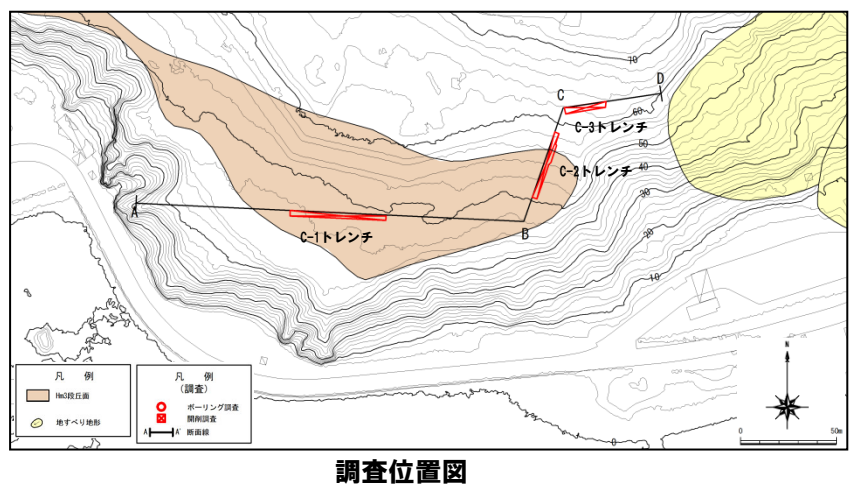 70
D
C
60
C-3トレンチ
50
C-2トレンチ
40
30
A
B
C-1トレンチ
20
10
0
凡 例
Hm3段丘面
地すべり地形
凡 例
(調査)
ボーリング調査
開削調査
A A' 断面線
N
0 50m
調査位置図